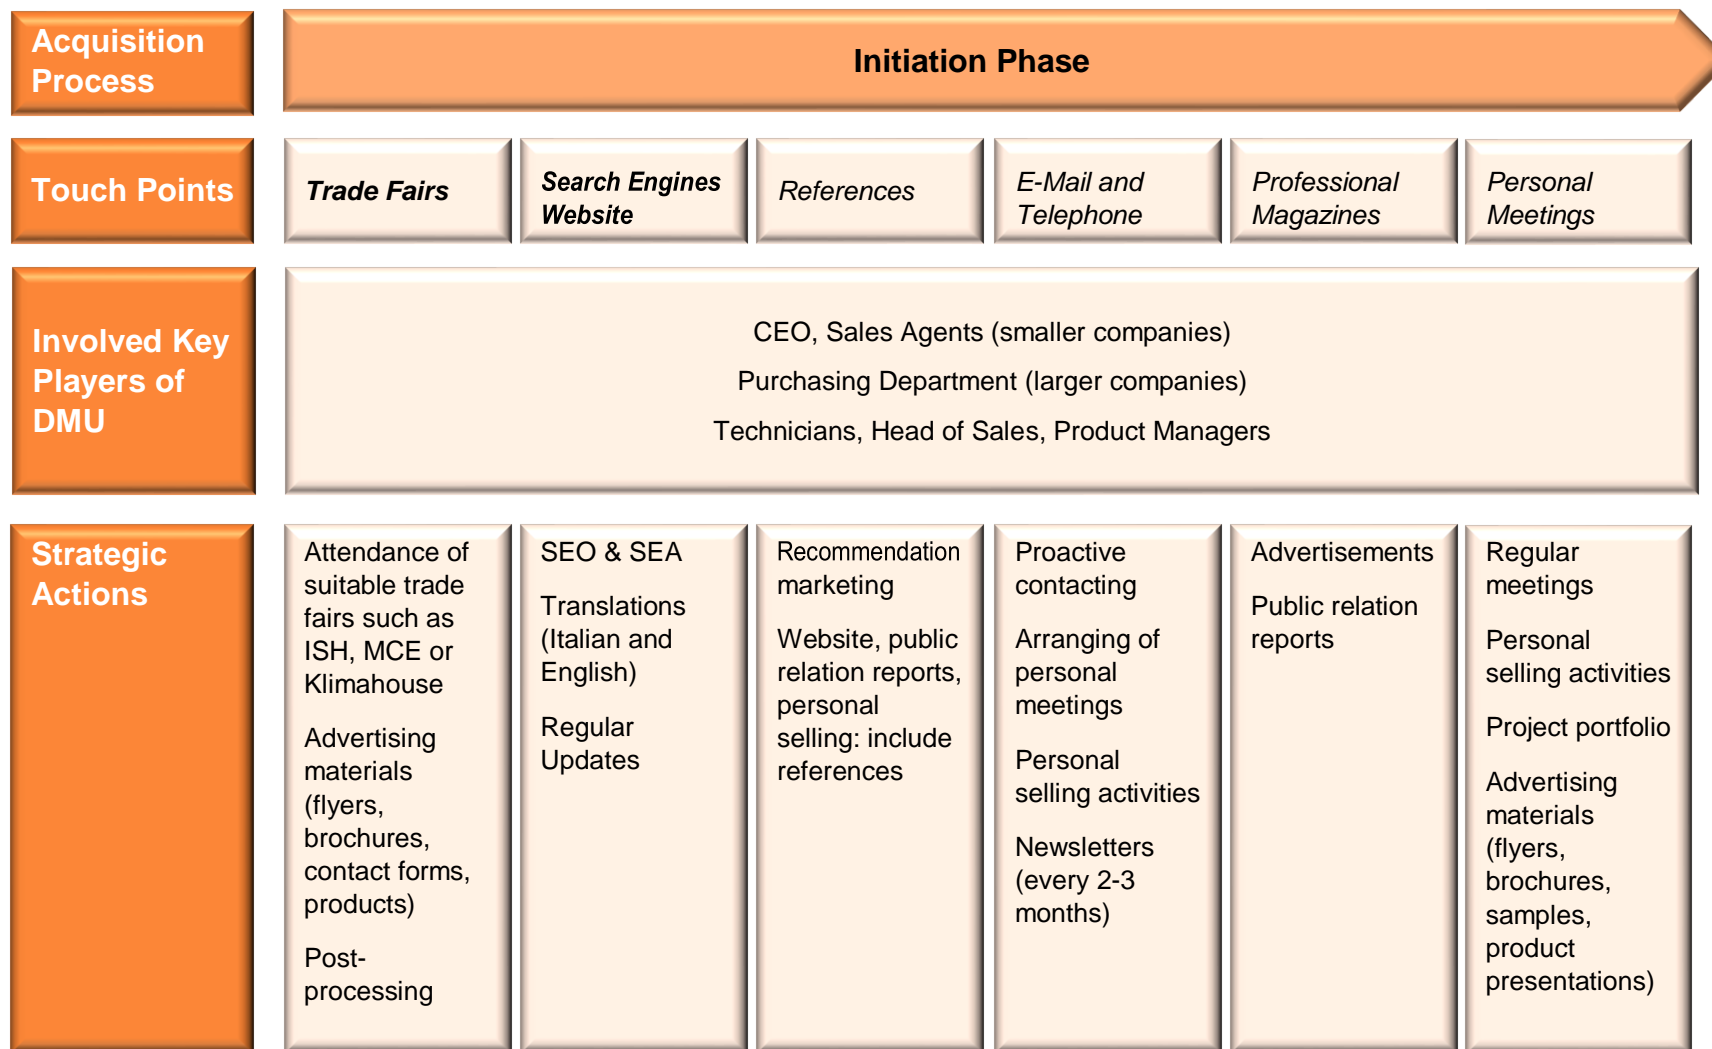 Acquisition
Process
Initiation Phase
Touch Points
Trade Fairs
Search Engines
Website
References
E-Mail and
Telephone
Professional
Magazines
Personal
Meetings
Involved Key
Players of
DMU
CEO, Sales Agents (smaller companies)
Purchasing Department (larger companies)
Technicians, Head of Sales, Product Managers
Strategic
Actions
Attendance of
suitable trade
fairs such as
ISH, MCE or
Klimahouse
Advertising
materials
(flyers,
brochures,
contact forms,
products)
Post-
processing
SEO & SEA
Translations
(Italian and
English)
Regular
Updates
Recommendation
marketing
Website, public
relation reports,
personal
selling: include
references
Proactive
contacting
Arranging of
personal
meetings
Personal
selling activities
Newsletters
(every 2-3
months)
Advertisements
Public relation
reports
Regular
meetings
Personal
selling activities
Project portfolio
Advertising
materials
(flyers,
brochures,
samples,
product
presentations)